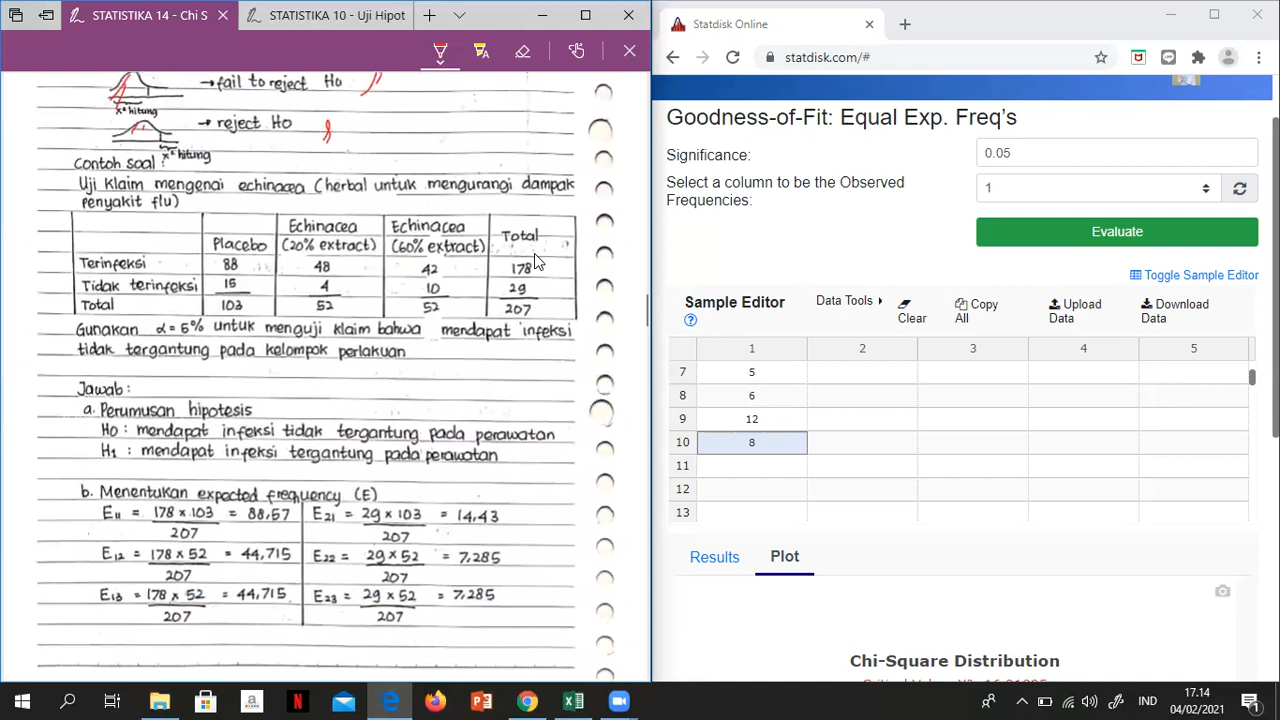 STATISTIKA 14 - Chi S
STATISTIKA 10 - Uji Hipot
→fail to reject Ho
x² hitung
→ reject Ho
x² hitung
Contoh soal :
Uji klaim mengenai echinacea (herbal untuk mengurangi dampak
penyakit flu)
Placebo Echinacea (20% extract) Echinacea (60% extract) Total
Terinfeksi 88 48 42 178
Tidak terinfeksi 15 4 10 29
Total 103 52 52 207
Gunakan α = 5% untuk menguji klaim bahwa mendapat infeksi
tidak tergantung pada kelompok perlakuan
Jawab :
a. Perumusan hipotesis
Ho : mendapat infeksi tidak tergantung pada perawatan
H₁ : mendapat infeksi tergantung pada perawatan
b. Menentukan expected frequency (E)
E₁₁ = 178 x 103 / 207 = 88,57
E₂₁ = 29 x 103 / 207 = 14,43
E₁₂ = 178 x 52 / 207 = 44,715
E₂₂ = 29 x 52 / 207 = 7,285
E₁₃ = 178 x 52 / 207 = 44,715
E₂₃ = 29 x 52 / 207 = 7,285
Statdisk Online
statdisk.com/#
Goodness-of-Fit: Equal Exp. Freq's
Significance:
0.05
Select a column to be the Observed
Frequencies:
1
Evaluate
Toggle Sample Editor
Sample Editor
Data Tools
Clear
Copy All
Upload Data
Download Data
1 2 3 4 5
7 5
8 6
9 12
10 8
11
12
13
Results
Plot
Chi-Square Distribution
IND
17.14
04/02/2021